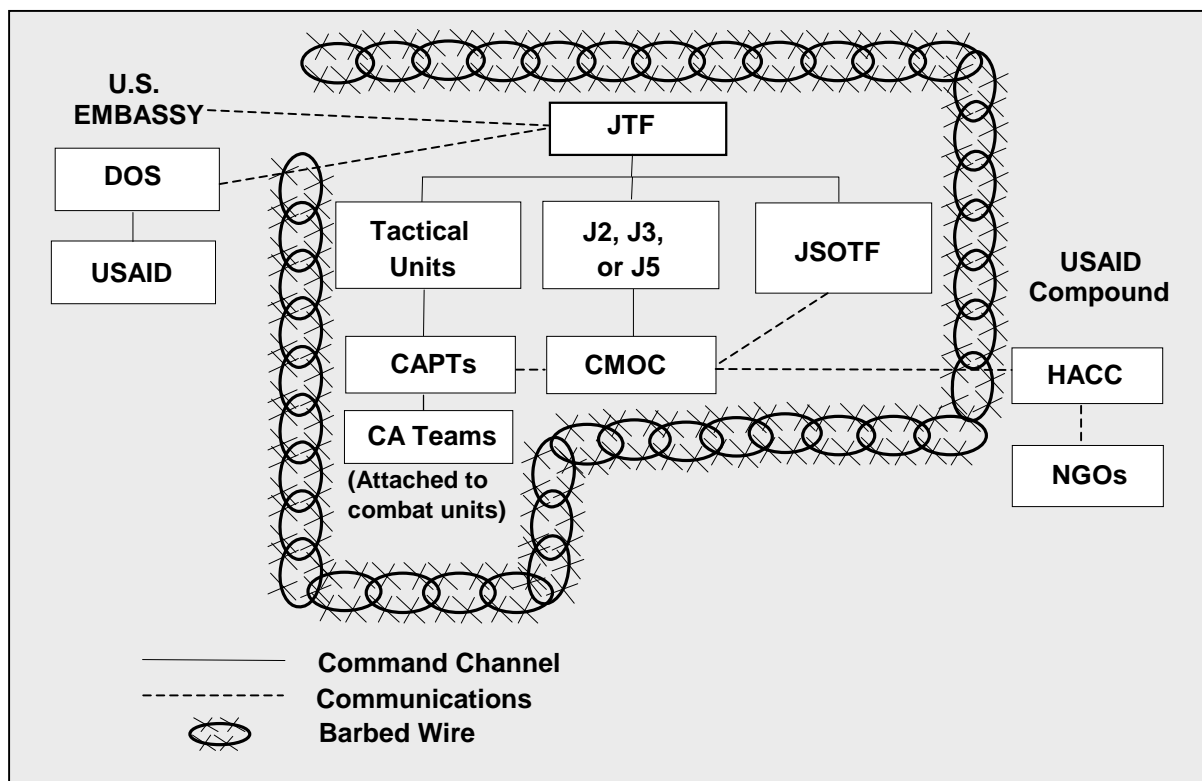 U.S.
EMBASSY
JTF
DOS
USAID
Tactical
Units
J2, J3,
or J5
JSOTF
USAID
Compound
CAPTs
CMOC
HACC
CA Teams
(Attached to
combat units)
NGOs
Command Channel
Communications
Barbed Wire